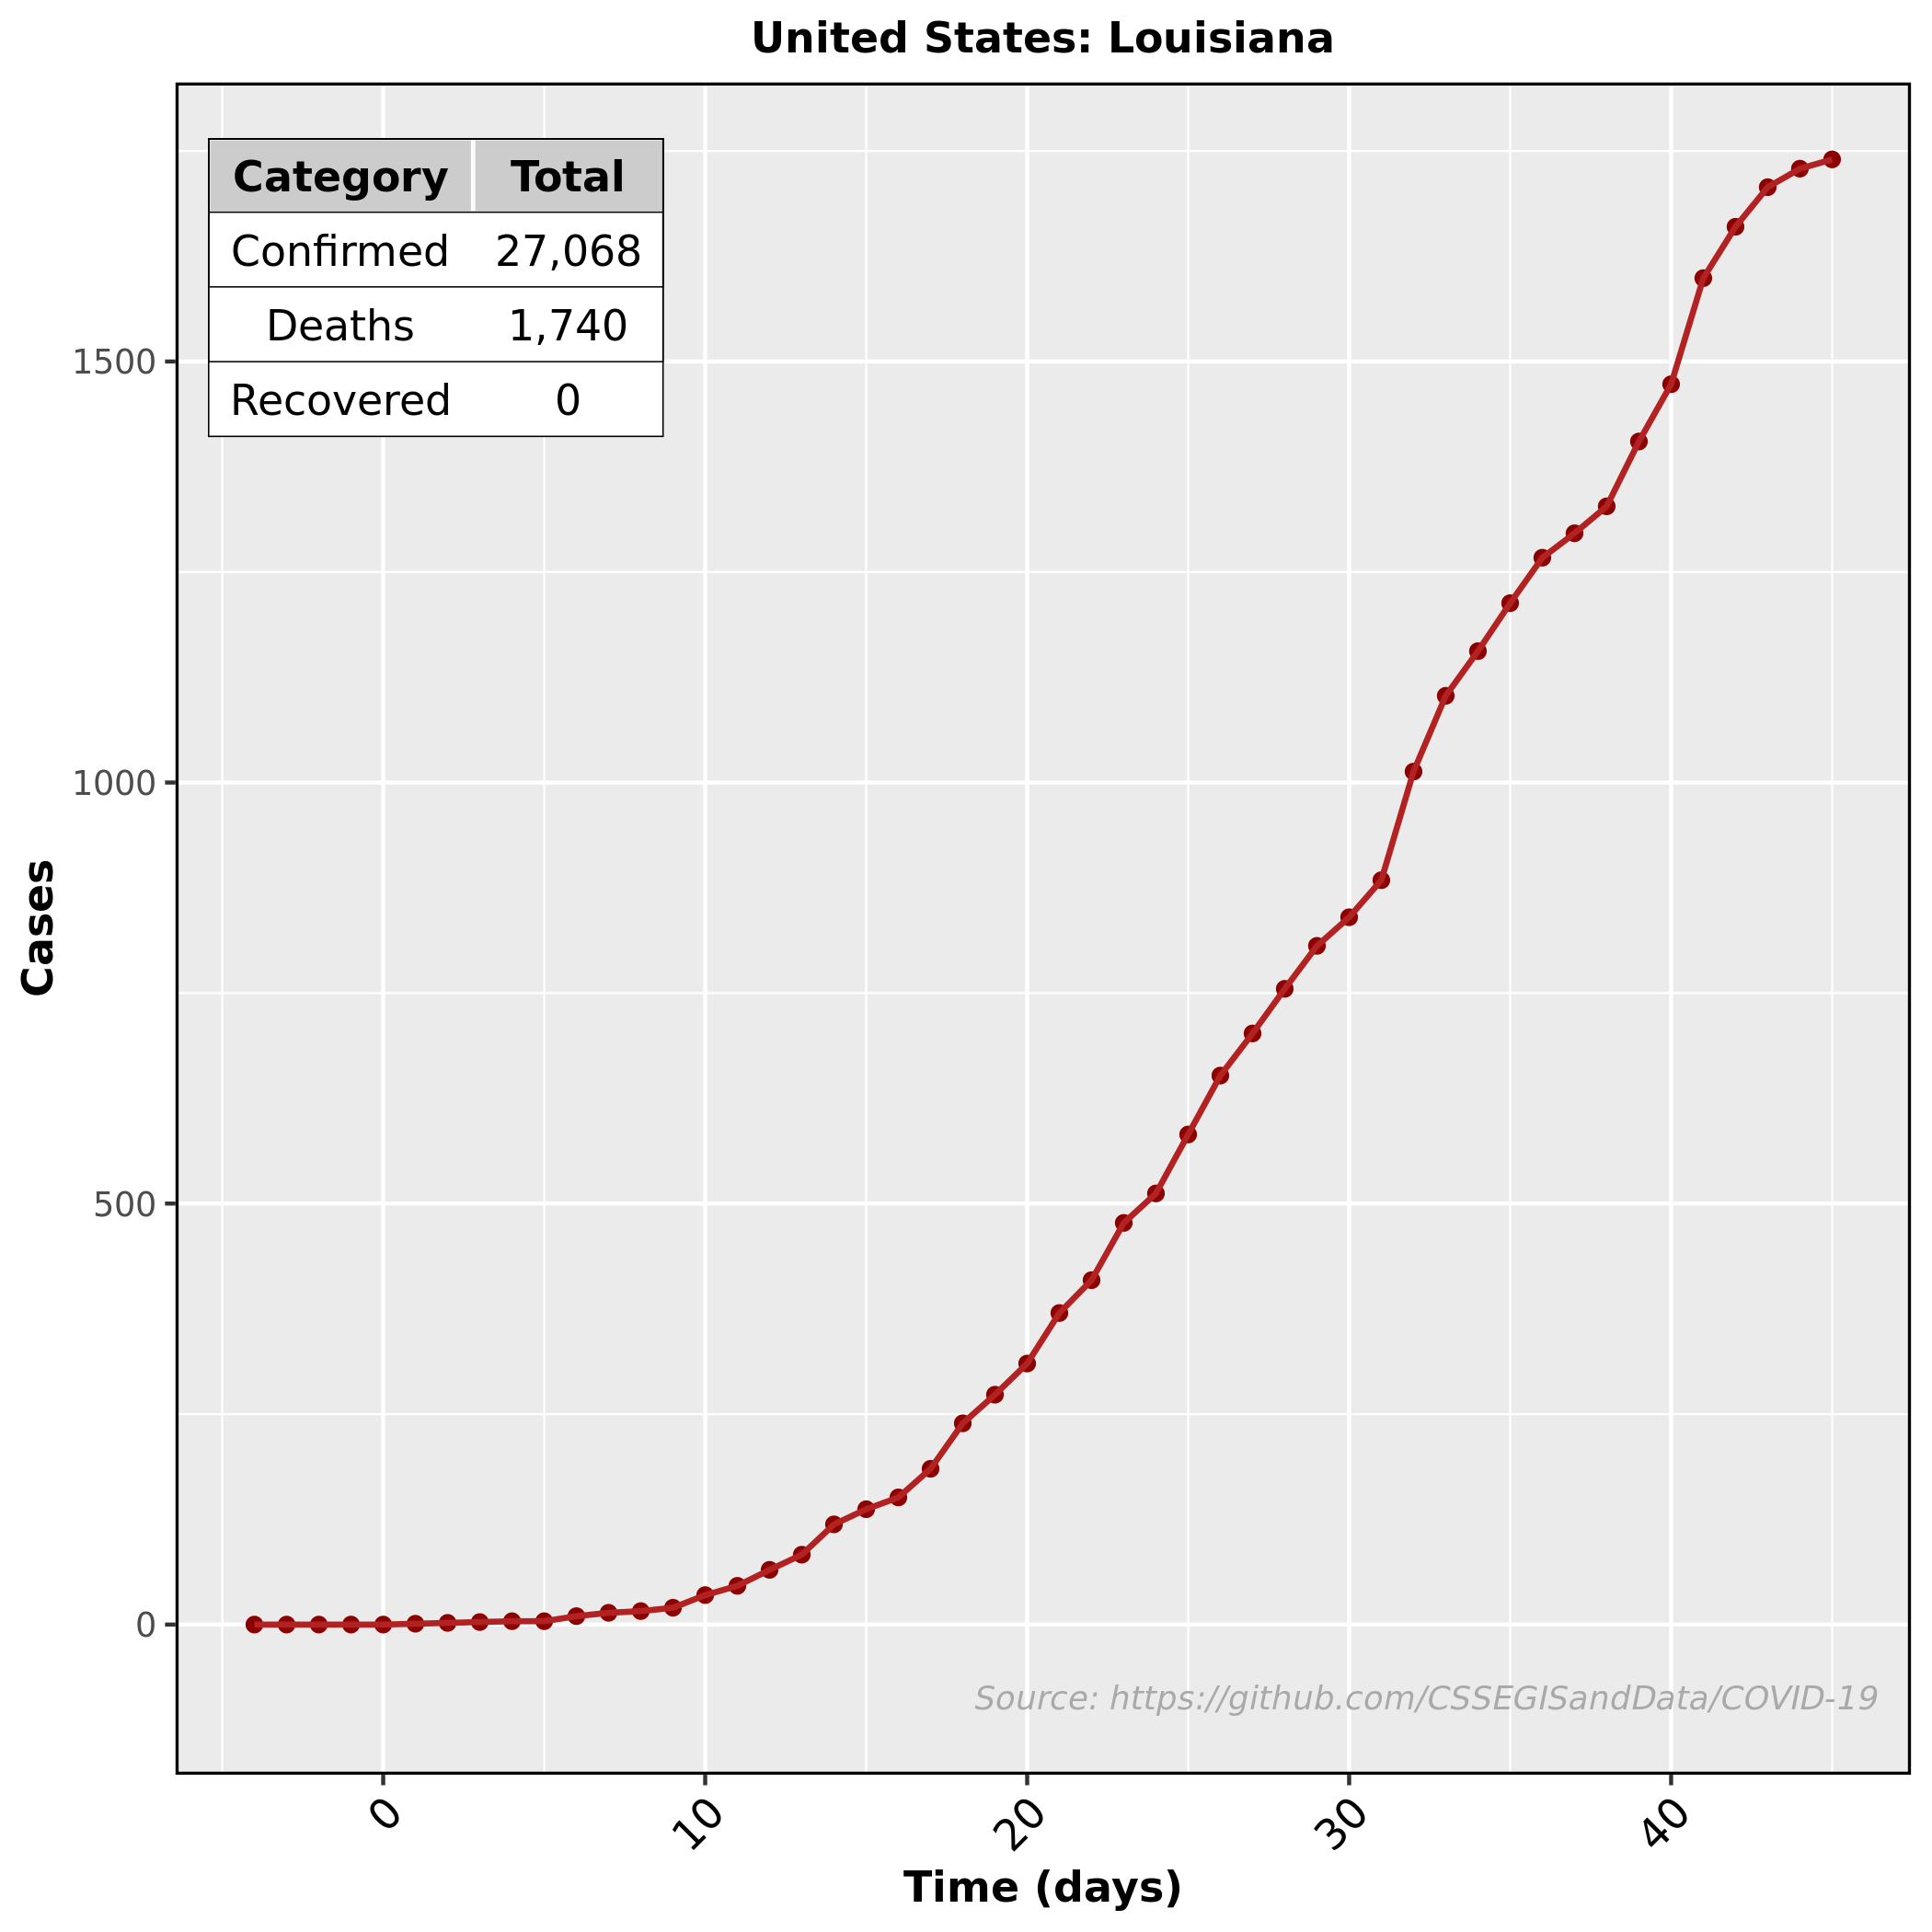 United States: Louisiana
Category Total
Confirmed 27,068
Deaths 1,740
Recovered 0
1500
1000
500
0
Cases
Source: https://github.com/CSSEGISandData/COVID-19
0 10 20 30 40
Time (days)